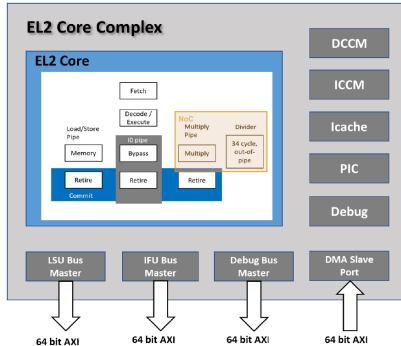 EL2 Core Complex
EL2 Core
Fetch
Decode /
Execute
Load/Store
Pipe
I0 pipe
NoC
Multiply
Pipe
Divider
Memory
Bypass
Multiply
34 cycle,
out-of-
pipe
Retire
Retire
Retire
Commit
DCCM
ICCM
Icache
PIC
Debug
LSU Bus
Master
IFU Bus
Master
Debug Bus
Master
DMA Slave
Port
64 bit AXI
64 bit AXI
64 bit AXI
64 bit AXI